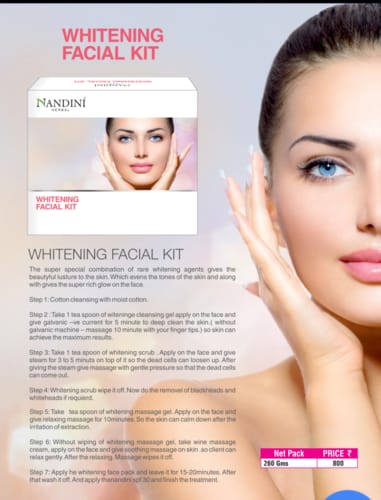 WHITENING
FACIAL KIT
NANDINI
HERBAL
WHITENING
FACIAL KIT
WHITENING FACIAL KIT
The super special combination of rare whitening agents gives the
beautyful lusture to the skin. Which evens the tones of the skin and along
with gives the super rich glow on the face.
Step 1: Cotton cleansing with moist cotton.
Step 2 : Take 1 tea spoon of witeninge cleansing gel apply on the face and
give galvanic –ve current for 5 minute to deep clean the skin.( without
galvanic machine – massage 10 minute with your finger tips.) so skin can
achieve the maximum results.
Step 3: Take 1 tea spoon of whitening scrub . Apply on the face and give
steam for 3 to 5 minuts on top of it so the dead cells can loosen up. After
giving the steam give massage with gentle pressure so that the dead cells
can come out.
Step 4: Whitening scrub wipe it off. Now do the removel of blackheads and
whiteheads if requierd.
Step 5: Take tea spoon of whitening massage gel. Apply on the face and
give relaxing massage for 10minutes. So the skin can calm down after the
irritation of extraction.
Step 6: Without wiping of whitening massage gel, take wine massage
cream, apply on the face and give soothing massage on skin .so client can
relax gently. After the relaxing. Massage wipes it off.
Step 7: Apply he whitening face pack and leave it for 15-20minutes. After
that wash it off. And apply thenandini spf 30 and finish the treatment.
Net Pack PRICE ₹
260 Gms 800